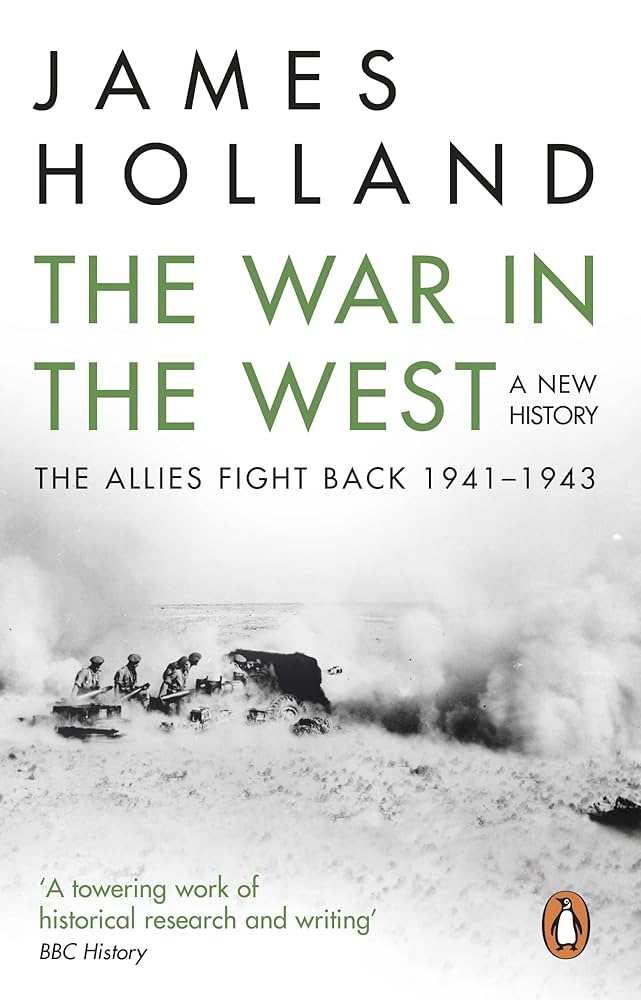 JAMES
HOLLAND
THE WAR IN
THE WEST
A NEW
HISTORY
THE ALLIES FIGHT BACK 1941–1943
‘A towering work of
historical research and writing’
BBC History